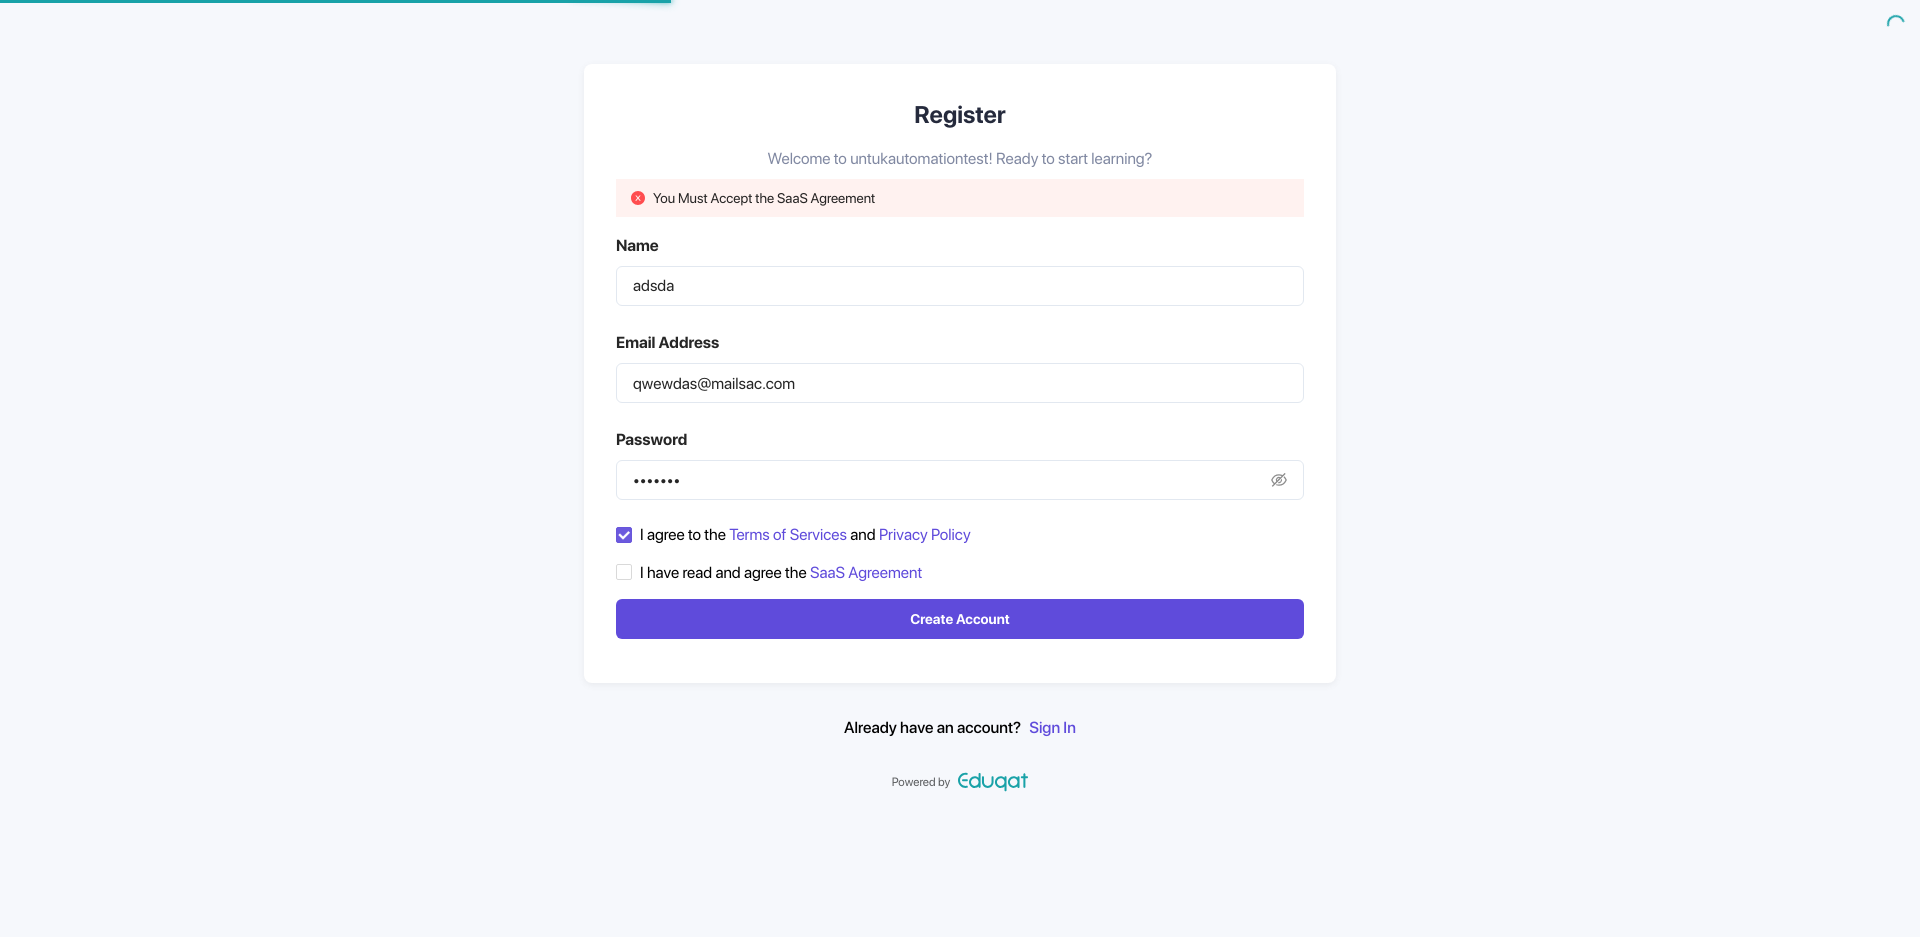 Register
Welcome to untukautomationtest! Ready to start learning?
You Must Accept the SaaS Agreement
Name
adsda
Email Address
qwewdas@mailsac.com
Password
•••••••
I agree to the Terms of Services and Privacy Policy
I have read and agree the SaaS Agreement
Create Account
Already have an account? Sign In
Powered by Eduqat